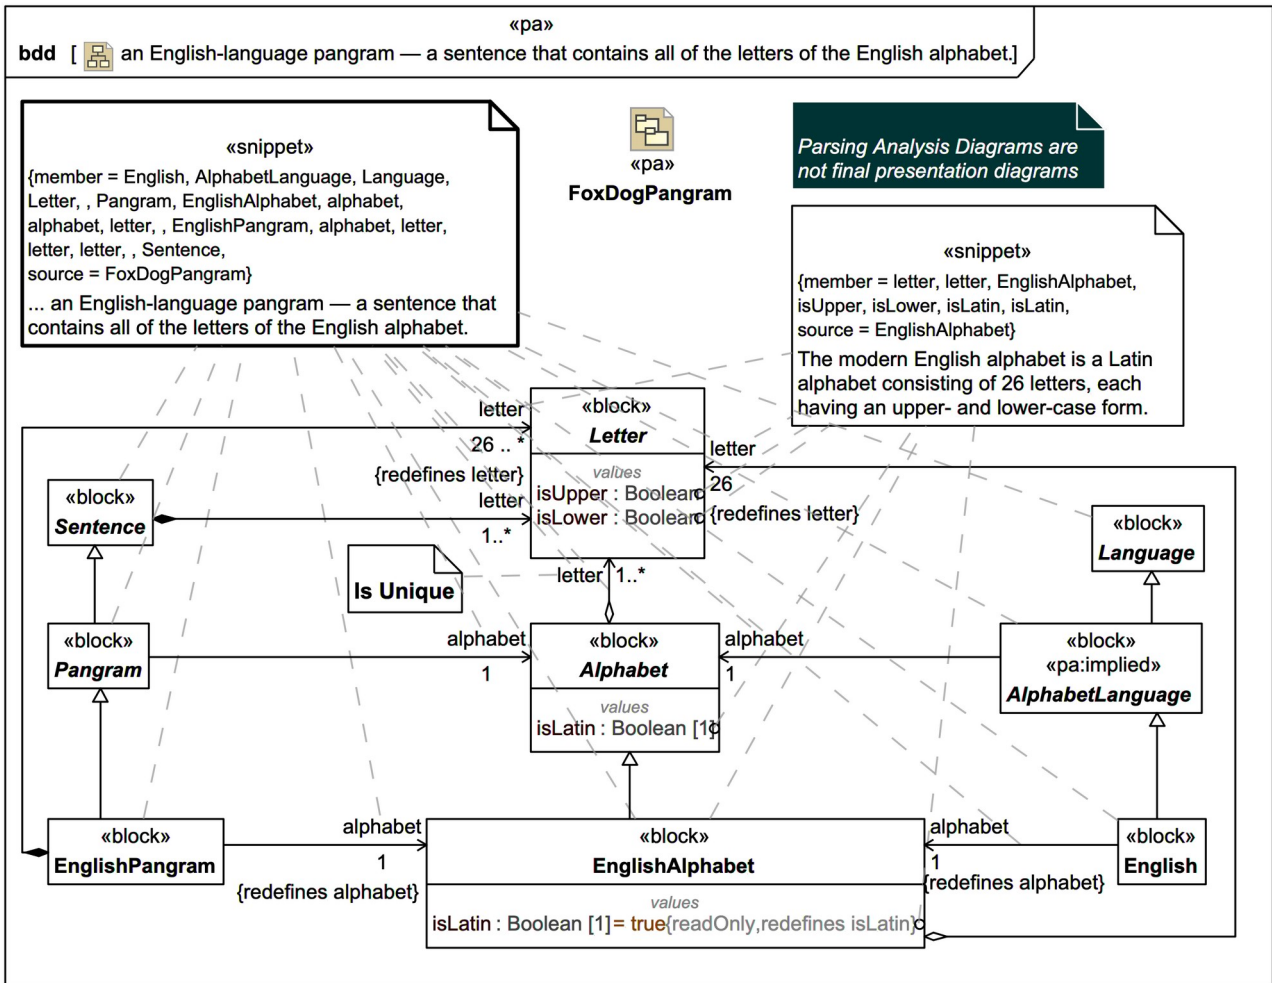 «pa»
bdd [ an English-language pangram — a sentence that contains all of the letters of the English alphabet.]
«snippet»
{member = English, AlphabetLanguage, Language,
Letter, , Pangram, EnglishAlphabet, alphabet,
alphabet, letter, , EnglishPangram, alphabet, letter,
letter, letter, , Sentence,
source = FoxDogPangram}
... an English-language pangram — a sentence that
contains all of the letters of the English alphabet.
«pa»
FoxDogPangram
Parsing Analysis Diagrams are
not final presentation diagrams
«snippet»
{member = letter, letter, EnglishAlphabet,
isUpper, isLower, isLatin, isLatin,
source = EnglishAlphabet}
The modern English alphabet is a Latin
alphabet consisting of 26 letters, each
having an upper- and lower-case form.
letter
26 .. *
{redefines letter}
letter
1..*
«block»
Letter
values
isUpper : Boolean
isLower : Boolean
letter
26
{redefines letter}
«block»
Sentence
«block»
Language
Is Unique
letter
1..*
«block»
Pangram
alphabet
1
«block»
Alphabet
values
isLatin : Boolean [1]
alphabet
1
«block»
«pa:implied»
AlphabetLanguage
«block»
EnglishPangram
alphabet
1
{redefines alphabet}
«block»
EnglishAlphabet
values
isLatin : Boolean [1] = true{readOnly,redefines isLatin}
alphabet
1
{redefines alphabet}
«block»
English